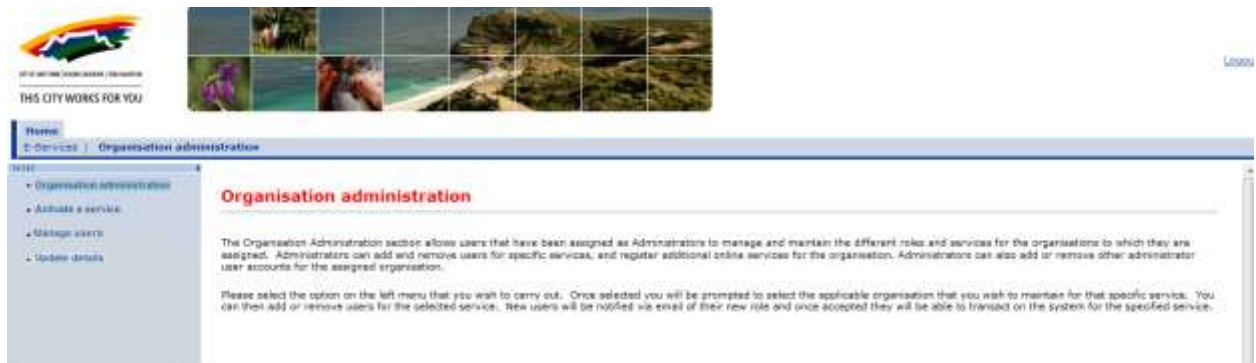 THIS CITY WORKS FOR YOU
Home
E-Services | Organisation administration
Organisation administration
Activate a service
Manage users
Update details
Organisation administration
The Organisation Administration section allows users that have been assigned as Administrators to manage and maintain the different roles and services for the organisations to which they are
assigned. Administrators can add and remove users for specific services, and register additional online services for the organisation. Administrators can also add or remove other administrator
user accounts for the assigned organisation.
Please select the option on the left menu that you wish to carry out. Once selected you will be prompted to select the applicable organisation that you wish to maintain for that specific service. You
can then add or remove users for the selected service. New users will be notified via email of their new role and once accepted they will be able to transact on the system for the specified service.